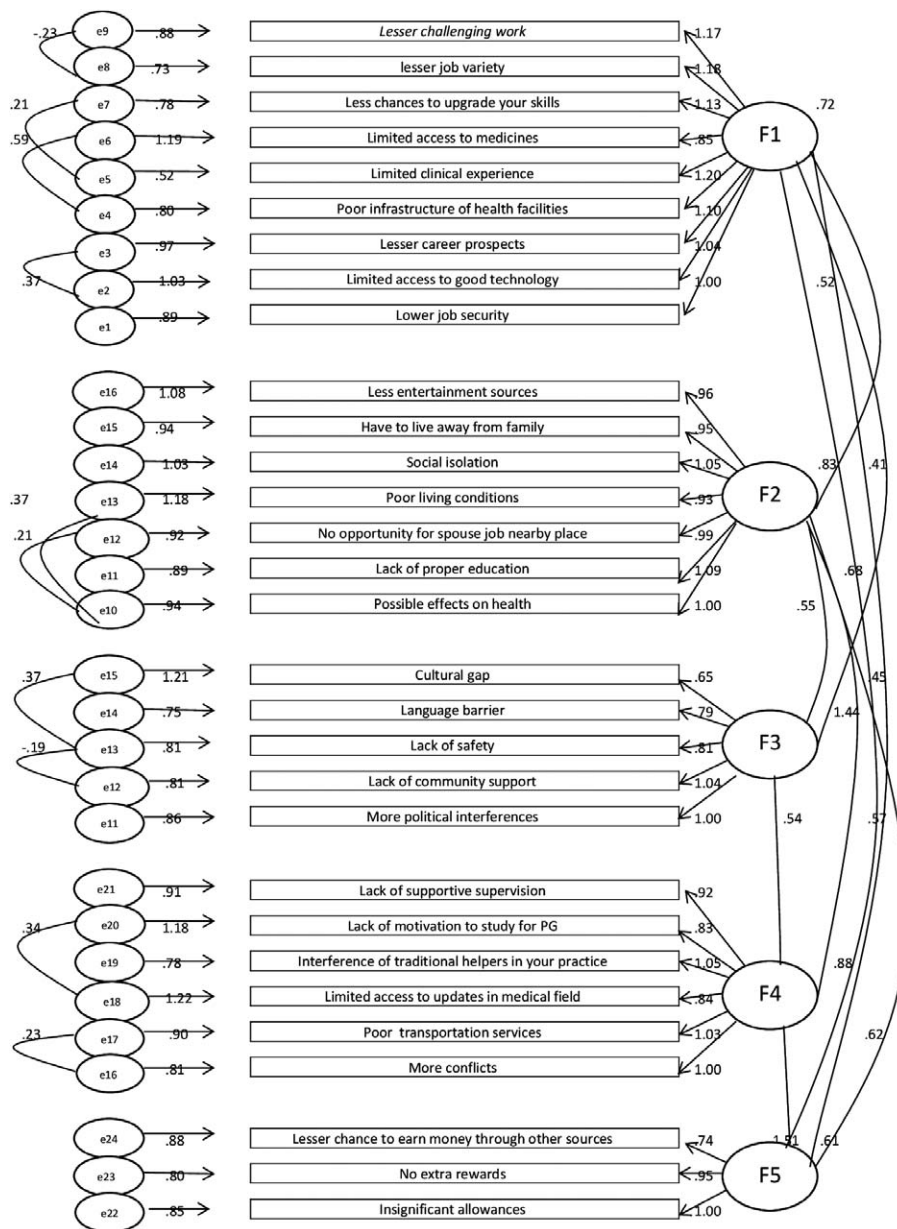 e9 .88 Lesser challenging work 1.17
-.23
e8 .73 lesser job variety 1.18
.21 e7 .78 Less chances to upgrade your skills 1.13 F1 .72
.59 e6 1.19 Limited access to medicines .85
e5 .52 Limited clinical experience 1.20
e4 .80 Poor infrastructure of health facilities 1.10
e3 .97 Lesser career prospects 1.04
.37 e2 1.03 Limited access to good technology 1.00 .52
e1 .89 Lower job security
e16 1.08 Less entertainment sources .96
e15 .94 Have to live away from family .95
e14 1.03 Social isolation 1.05 .83 .41
.37 e13 1.18 Poor living conditions .93 F2
.21 e12 .92 No opportunity for spouse job nearby place .99
e11 .89 Lack of proper education 1.09 .68
e10 .94 Possible effects on health 1.00 .55
.37 e15 1.21 Cultural gap .65 .45
e14 .75 Language barrier .79 1.44
-.19 e13 .81 Lack of safety .81 F3
e12 .81 Lack of community support 1.04
e11 .86 More political interferences 1.00 .54 .57
e21 .91 Lack of supportive supervision .92
.34 e20 1.18 Lack of motivation to study for PG .83
e19 .78 Interference of traditional helpers in your practice 1.05 .88
e18 1.22 Limited access to updates in medical field .84 F4
.23 e17 .90 Poor transportation services 1.03 .62
e16 .81 More conflicts 1.00
e24 .88 Lesser chance to earn money through other sources .74 1.51 .61
e23 .80 No extra rewards .95 F5
e22 .85 Insignificant allowances 1.00